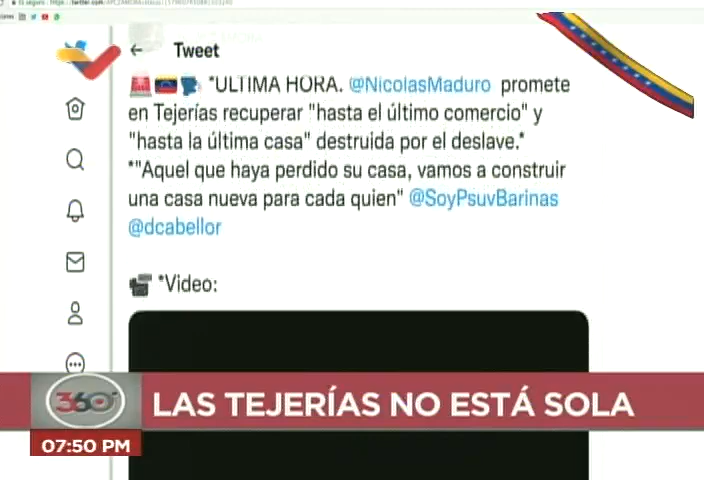 Tweet
*ULTIMA HORA. @NicolasMaduro promete
en Tejerías recuperar "hasta el último comercio" y
"hasta la última casa" destruida por el deslave.*
*"Aquel que haya perdido su casa, vamos a construir
una casa nueva para cada quien" @SoyPsuvBarinas
@dcabellor
*Video:
360°
LAS TEJERÍAS NO ESTÁ SOLA
07:50 PM